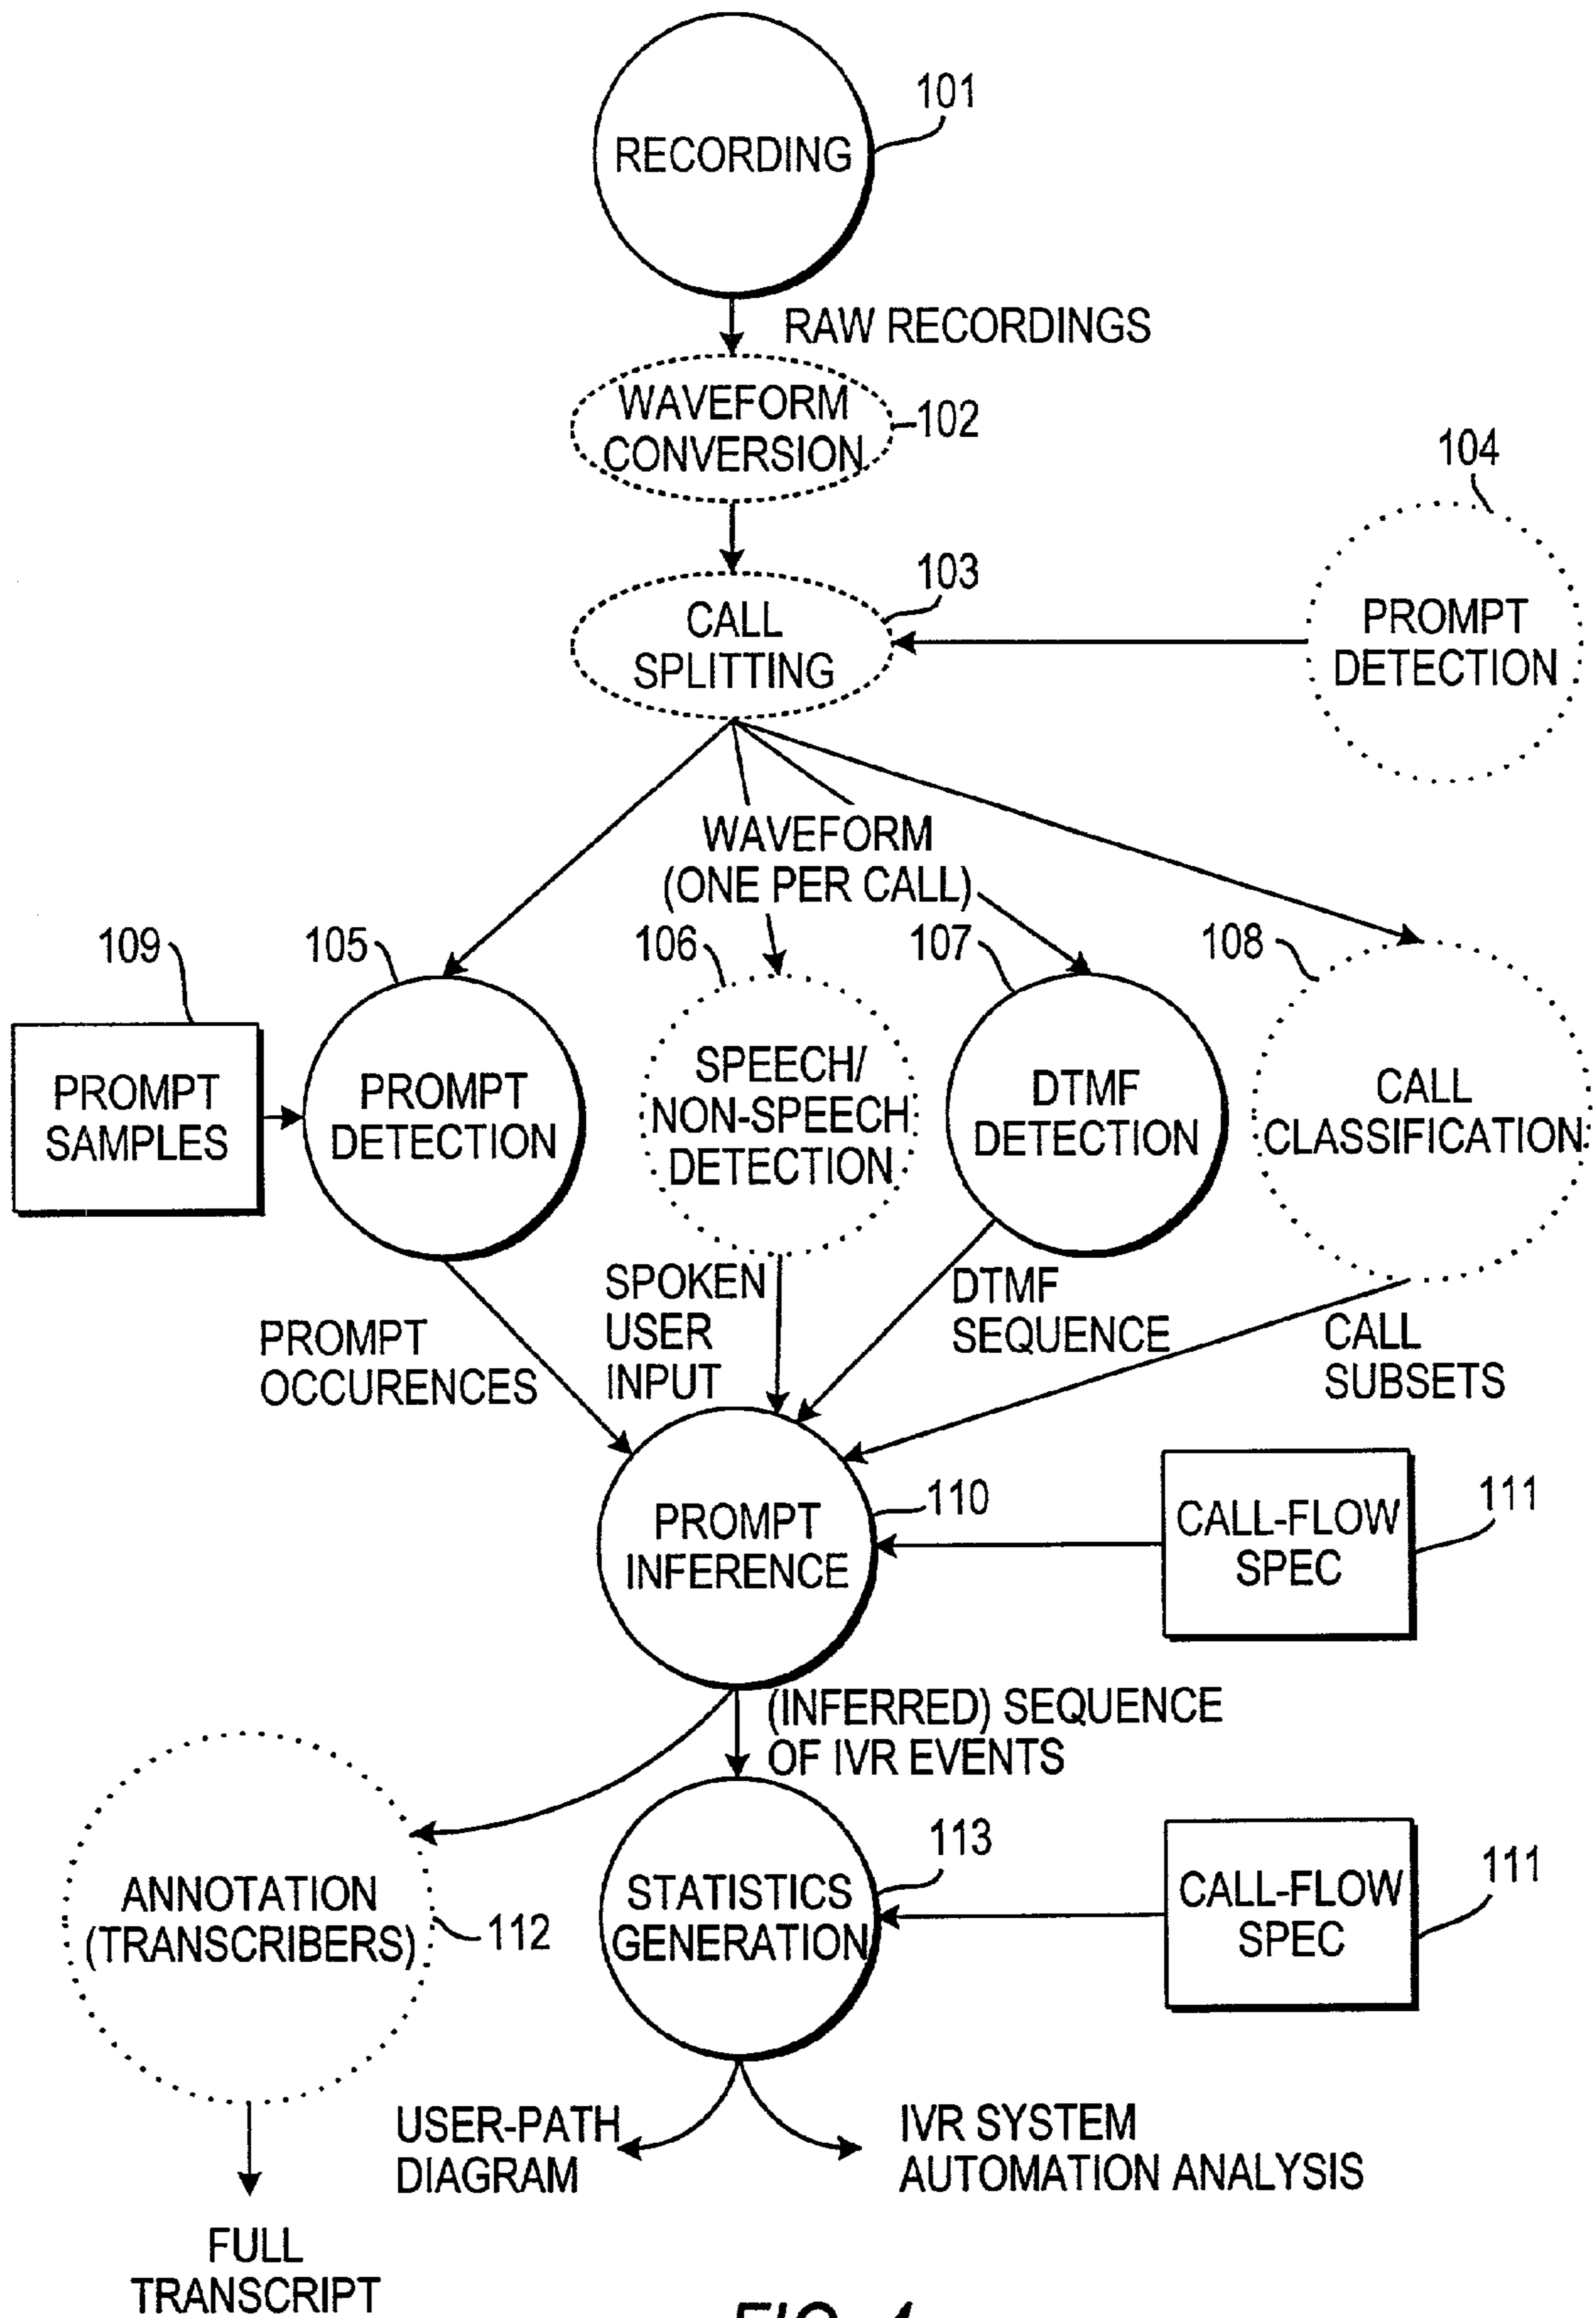 RECORDING
101
RAW RECORDINGS
WAVEFORM
CONVERSION
102
104
103
CALL
SPLITTING
PROMPT
DETECTION
WAVEFORM
(ONE PER CALL)
109
105
106
107
108
PROMPT
SAMPLES
PROMPT
DETECTION
SPEECH/
NON-SPEECH
DETECTION
DTMF
DETECTION
CALL
CLASSIFICATION
PROMPT
OCCURENCES
SPOKEN
USER
INPUT
DTMF
SEQUENCE
CALL
SUBSETS
PROMPT
INFERENCE
110
CALL-FLOW
SPEC
111
(INFERRED) SEQUENCE
OF IVR EVENTS
ANNOTATION
(TRANSCRIBERS)
112
STATISTICS
GENERATION
113
CALL-FLOW
SPEC
111
USER-PATH
DIAGRAM
IVR SYSTEM
AUTOMATION ANALYSIS
FULL
TRANSCRIPT